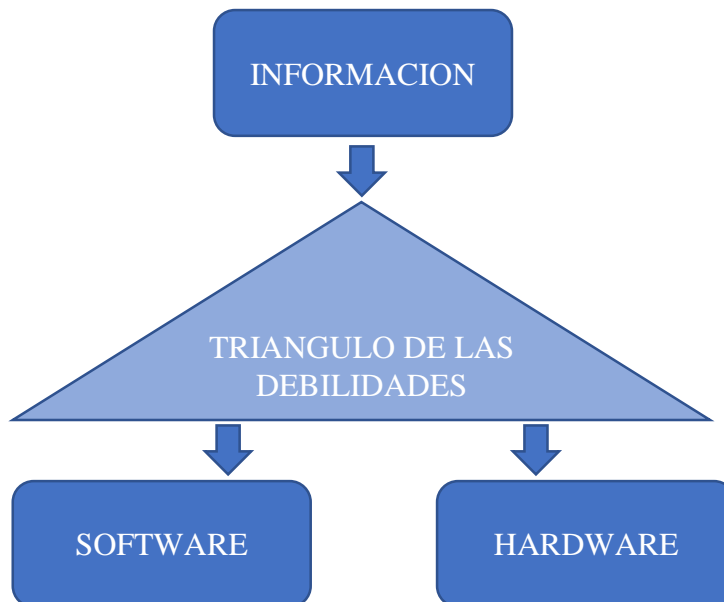 INFORMACION
TRIANGULO DE LAS
DEBILIDADES
SOFTWARE
HARDWARE